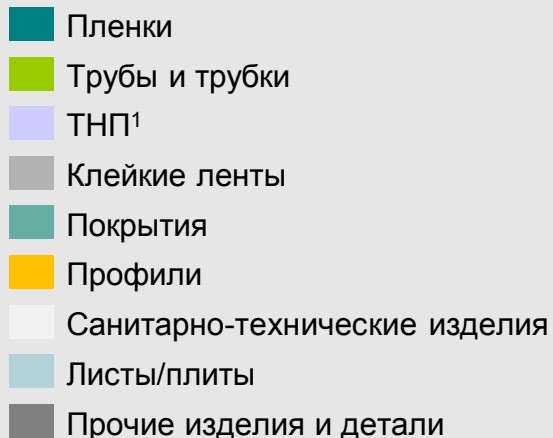 Пленки
Трубы и трубки
ТНП¹
Клейкие ленты
Покрытия
Профили
Санитарно-технические изделия
Листы/плиты
Прочие изделия и детали